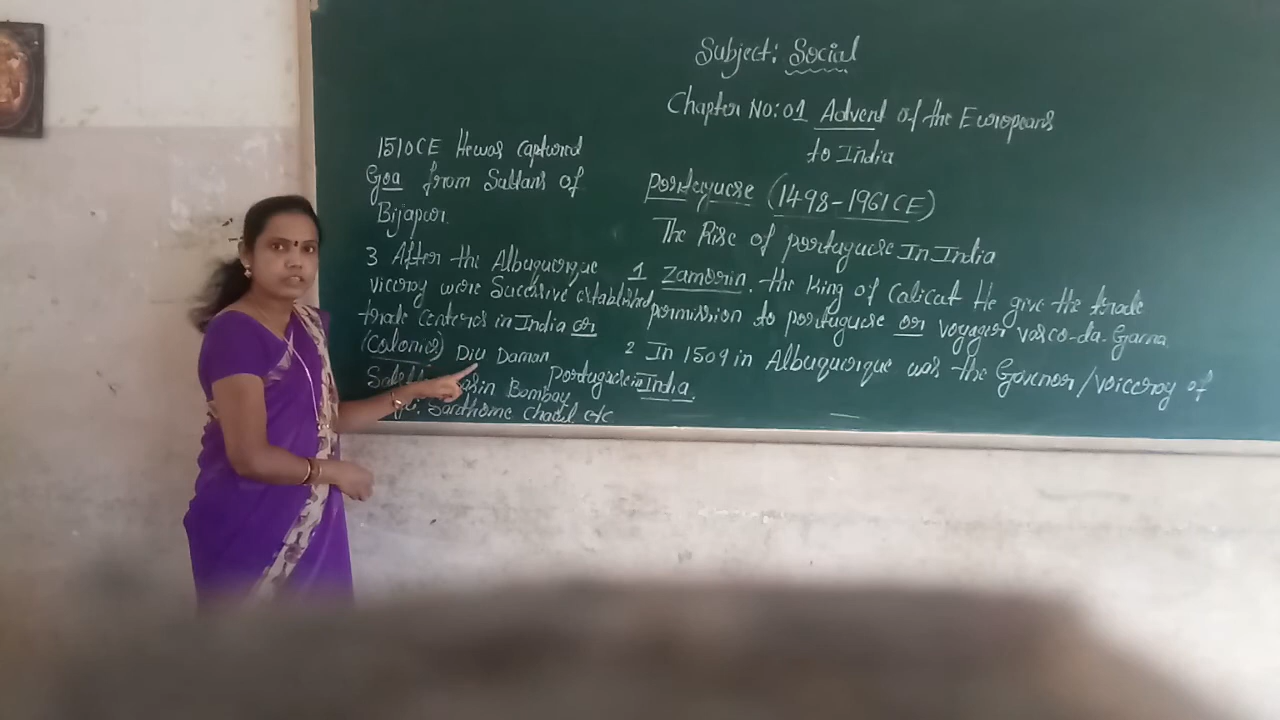 Subject: Social
Chapter No: 01 Advent of the Europeans
to India
Portuguese (1498-1961CE)
The Rise of portuguese In India
1 Zamorin. the King of Calicut He give the trade
permission to portuguese or voyager vasco-da-Gama
2 In 1509 in Albuquerque was the Govenor/voiceroy of
Portuguese in India.
1510CE He was captured
Goa from Sultans of
Bijapur.
3 After the Albuquerque
viceroy were Successive established
trade Centeres in India or
(Colonies) Diu Daman
Bombay
Santhome Chaul etc